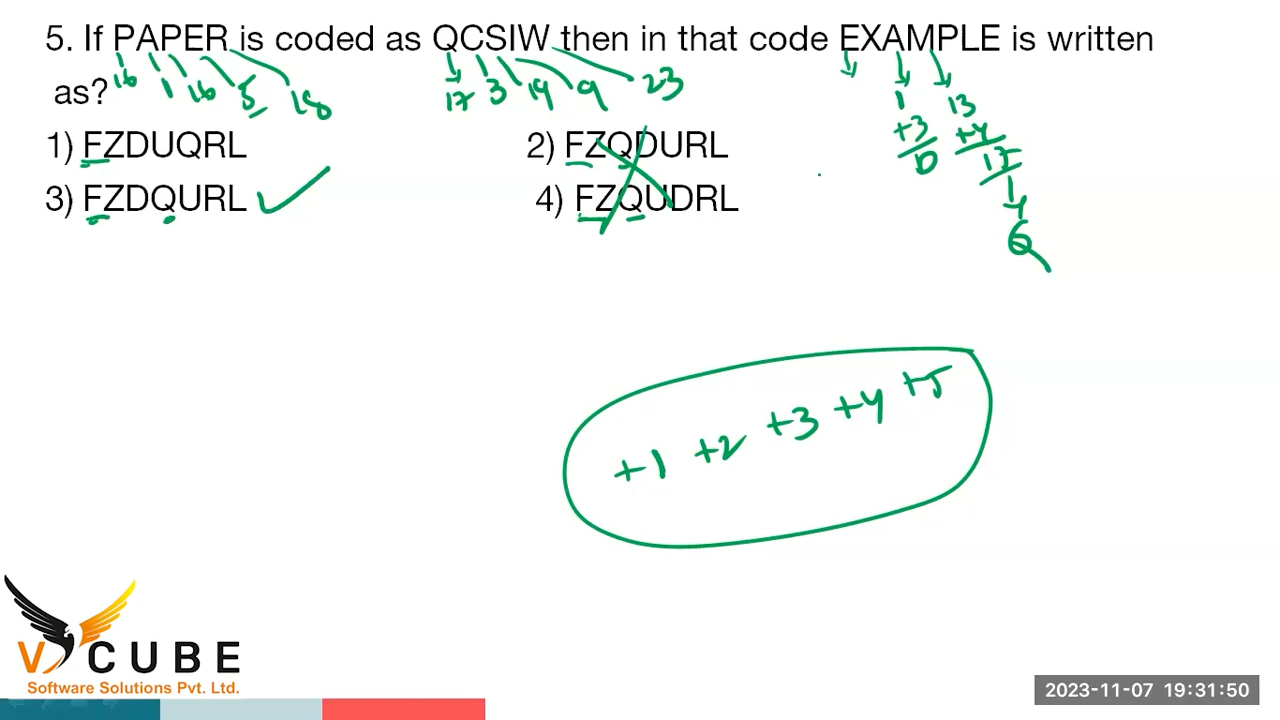 5. If PAPER is coded as QCSIW then in that code EXAMPLE is written
as?
16 1 16 5 18
17 3 19 9 23
1 13
+3 +4
D 17
Q
1) FZDUQRL 2) FZQDURL
3) FZDQURL 4) FZQUDRL
+1 +2 +3 +4 +5
V CUBE
Software Solutions Pvt. Ltd.
2023-11-07 19:31:50